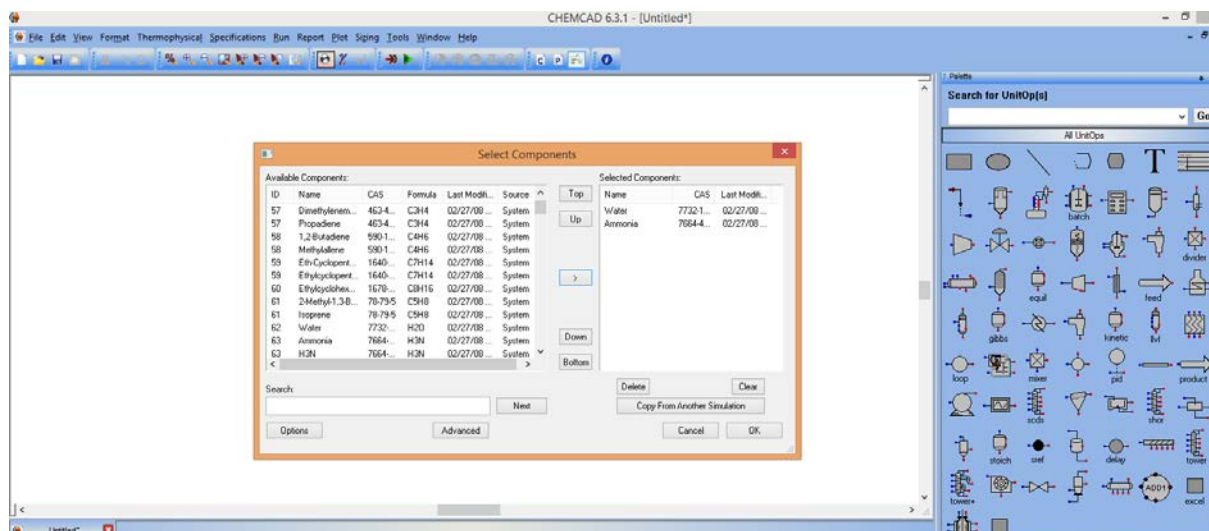 CHEMCAD 6.3.1 - [Untitled*]
File Edit View Format Thermophysical Specifications Run Report Plot Sizing Tools Window Help
Palette
Search for UnitOp(s)
Go
All UnitOps
Select Components
Available Components:
ID Name CAS Formula Last Modifi... Source
57 Dimethylenem... 463-4... C3H4 02/27/08 ... System
57 Propadiene 463-4... C3H4 02/27/08 ... System
58 1,2-Butadiene 590-1... C4H6 02/27/08 ... System
58 Methylallene 590-1... C4H6 02/27/08 ... System
59 Eth-Cyclopent... 1640-... C7H14 02/27/08 ... System
59 Ethylcyclopent... 1640-... C7H14 02/27/08 ... System
60 Ethylcyclohex... 1678-... C8H16 02/27/08 ... System
61 2-Methyl-1,3-B... 78-79-5 C5H8 02/27/08 ... System
61 Isoprene 78-79-5 C5H8 02/27/08 ... System
62 Water 7732-... H2O 02/27/08 ... System
63 Ammonia 7664-... H3N 02/27/08 ... System
63 H3N 7664-... H3N 02/27/08 ... System
Top
Up
>
Down
Bottom
Selected Components:
Name CAS Last Modifi...
Water 7732-1... 02/27/08 ...
Ammonia 7664-4... 02/27/08 ...
Search:
Next
Options
Advanced
Delete
Clear
Copy From Another Simulation
Cancel
OK
T
batch
divider
equil feed
gibbs kinetic llvf
loop mixer pid product
scds shor
stoich sref delay tower
tower+ ADD1 excel
C P
Untitled*